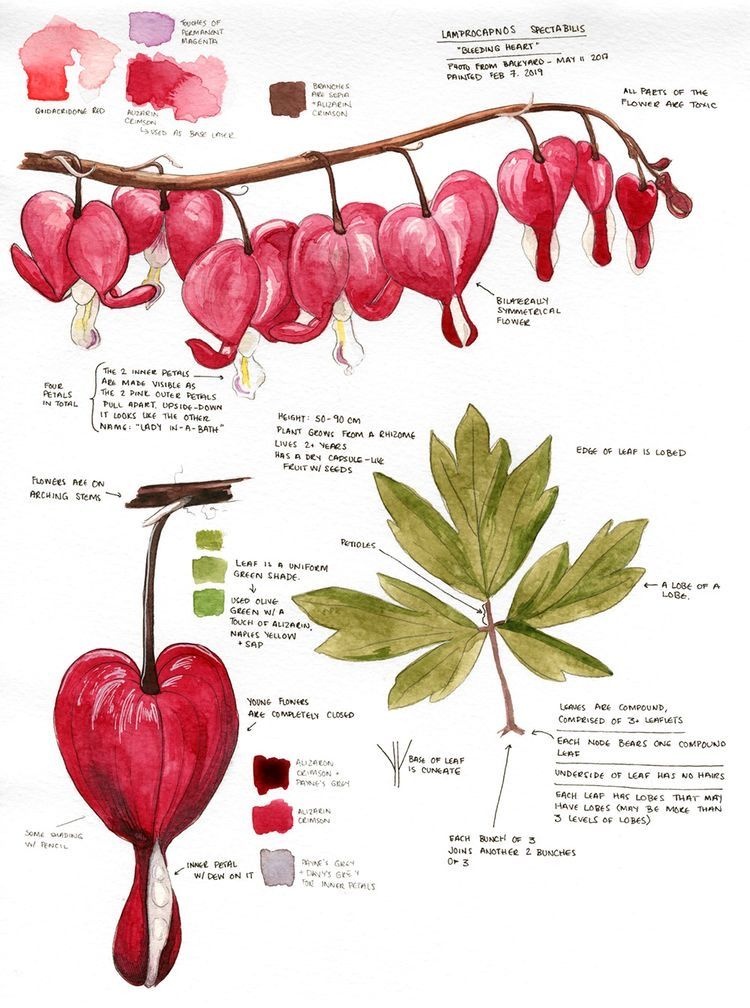 LAMPROCAPNOS SPECTABILIS
"BLEEDING HEART"
PHOTO FROM BACKYARD - MAY 11 2017
PAINTED FEB 7. 2019
TOUCHES OF
PERMANENT
MAGENTA
QUIDACRIDONE RED
ALIZARIN
CRIMSON
↳ USED AS BASE LAYER
BRANCHES
ARE SEPIA
+ ALIZARIN
CRIMSON
ALL PARTS OF THE
FLOWER ARE TOXIC
BILATERALLY
SYMMETRICAL
FLOWER
FOUR
PETALS
IN TOTAL
THE 2 INNER PETALS
ARE MADE VISIBLE AS
THE 2 PINK OUTER PETALS
PULL APART. UPSIDE-DOWN
IT LOOKS LIKE THE OTHER
NAME: "LADY IN-A-BATH"
HEIGHT: 50-90 CM
PLANT GROWS FROM A RHIZOME
LIVES 2+ YEARS
HAS A DRY CAPSULE-LIKE
FRUIT W/ SEEDS
EDGE OF LEAF IS LOBED
FLOWERS ARE ON
ARCHING STEMS
PETIOLES
LEAF IS A UNIFORM
GREEN SHADE.
USED OLIVE
GREEN W/ A
TOUCH OF ALIZARIN,
NAPLES YELLOW
+ SAP
A LOBE OF A
LOBE.
YOUNG FLOWERS
ARE COMPLETELY CLOSED
LEAVES ARE COMPOUND,
COMPRISED OF 3+ LEAFLETS
EACH NODE BEARS ONE COMPOUND
LEAF
UNDERSIDE OF LEAF HAS NO HAIRS
EACH LEAF HAS LOBES THAT MAY
HAVE LOBES (MAY BE MORE THAN
3 LEVELS OF LOBES)
BASE OF LEAF
IS CUNEATE
ALIZARON
CRIMSON +
PAYNE'S GREY
ALIZARIN
CRIMSON
SOME SHADING
W/ PENCIL
EACH BUNCH OF 3
JOINS ANOTHER 2 BUNCHES
OF 3
INNER PETAL
W/ DEW ON IT
PAYNE'S GREY
+ DAVY'S GREY
FOR INNER PETALS